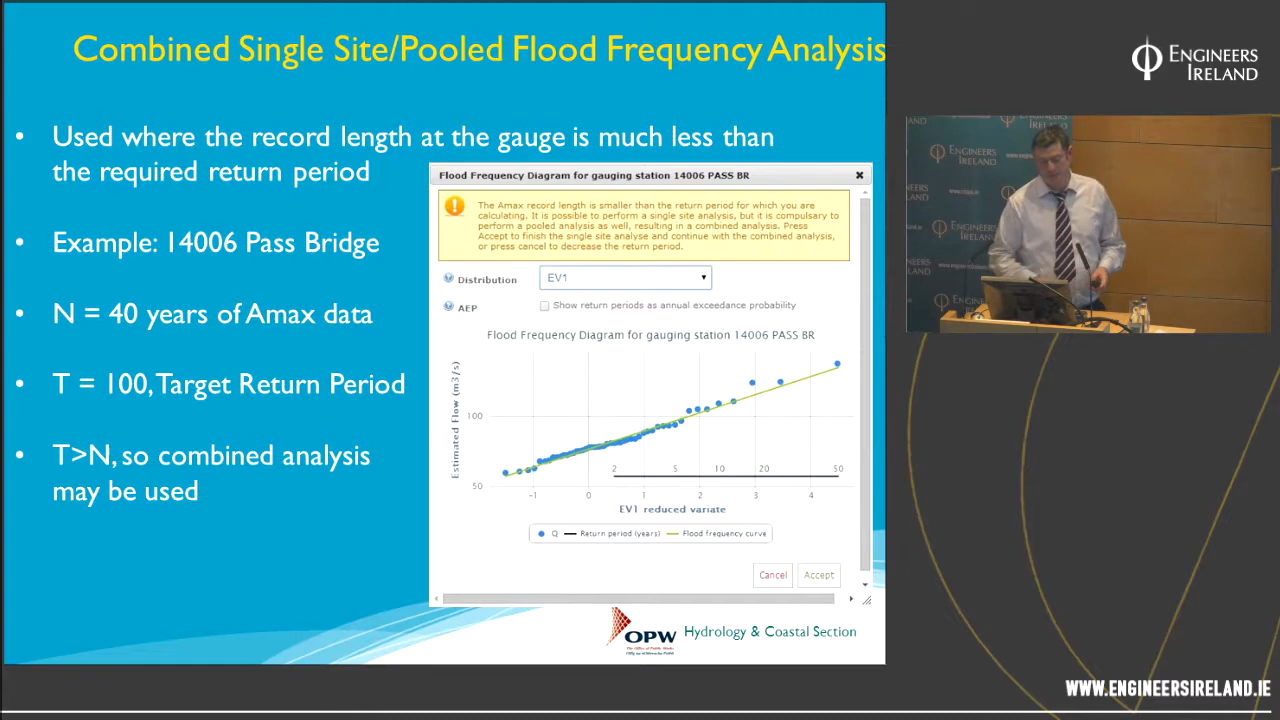 Combined Single Site/Pooled Flood Frequency Analysis
• Used where the record length at the gauge is much less than
the required return period
• Example: 14006 Pass Bridge
• N = 40 years of Amax data
• T = 100, Target Return Period
• T>N, so combined analysis
may be used
Flood Frequency Diagram for gauging station 14006 PASS BR
The Amax record length is smaller than the return period for which you are
calculating. It is possible to perform a single site analysis, but it is compulsary to
perform a pooled analysis as well, resulting in a combined analysis. Press
Accept to finish the single site analyse and continue with the combined analysis,
or press cancel to decrease the return period.
Distribution
EV1
AEP
Show return periods as annual exceedance probability
Flood Frequency Diagram for gauging station 14006 PASS BR
Estimated Flow (m3/s)
100
50
2 5 10 20 50
-1 0 1 2 3 4
EV1 reduced variate
Q Return period (years) Flood frequency curve
Cancel Accept
OPW
The Office of Public Works
Hydrology & Coastal Section
ENGINEERS
IRELAND
WWW.ENGINEERSIRELAND.IE